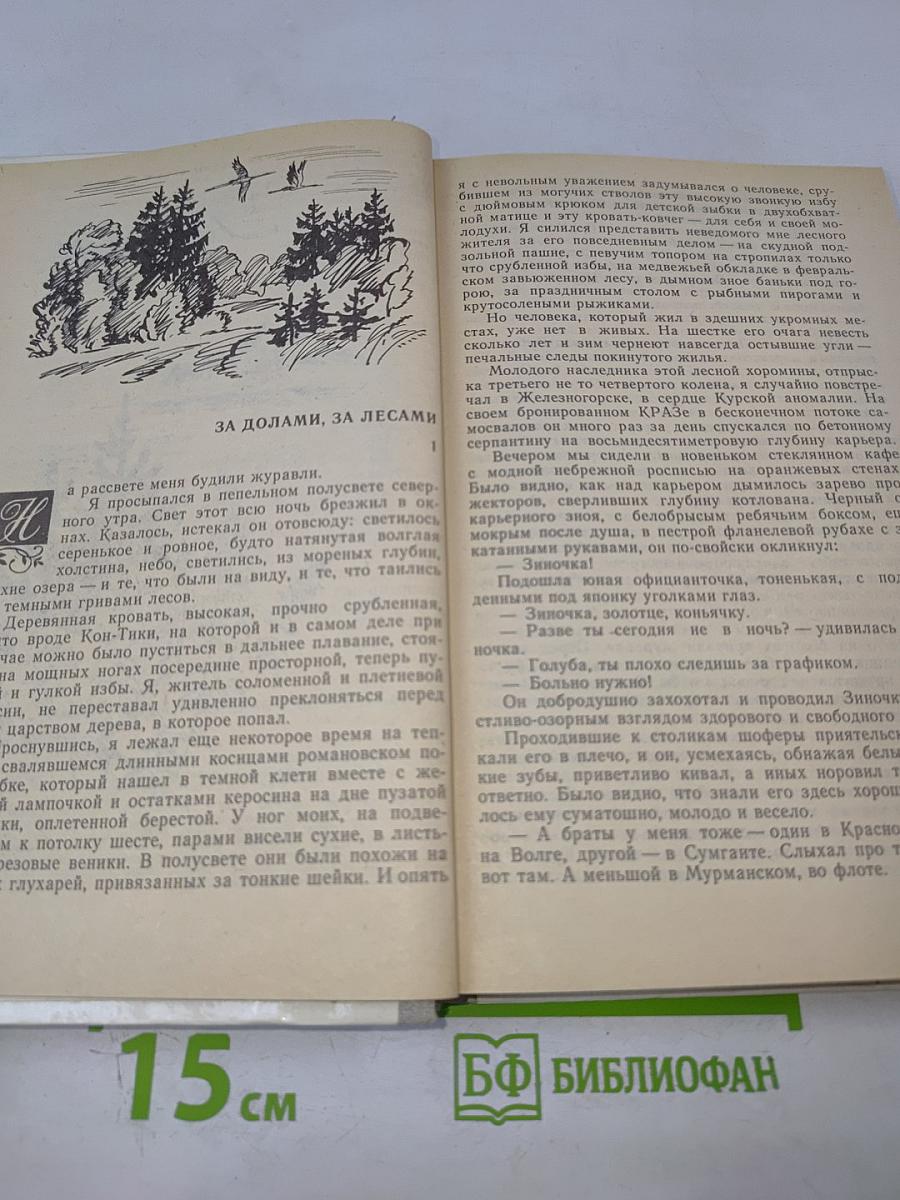 ЗА ДОЛАМИ, ЗА ЛЕСАМИ
1
На рассвете меня будили журавли.
Я просыпался в пепельном полусвете север-
ного утра. Свет этот всю ночь брезжил в ок-
нах. Казалось, истекал он отовсюду: светилось
серенькое и ровное, будто натянутая волглая
холстина, небо, светились, из мореных глубин,
хие озера — и те, что были на виду, и те, что таились
темными гривами лесов.
Деревянная кровать, высокая, прочно срубленная,
то вроде Кон-Тики, на которой и в самом деле при
чае можно было пуститься в дальнее плавание, стоя-
на мощных ногах посередине просторной, теперь пу-
й и гулкой избы. Я, житель соломенной и плетневой
сии, не переставал удивленно преклоняться перед
царством дерева, в которое попал.
Проснувшись, я лежал еще некоторое время на теп-
свалявшемся длинными косицами романовском по-
бке, который нашел в темной клети вместе с же-
й лампочкой и остатками керосина на дне пузатой
ки, оплетенной берестой. У ног моих, на подве-
м к потолку шесте, парами висели сухие, в листь-
резовые веники. В полусвете они были похожи на
х глухарей, привязанных за тонкие шейки. И опять
я с невольным уважением задумывался о человеке, сру-
бившем из могучих стволов эту высокую звонкую избу
с дюймовым крюком для детской зыбки в двухобхват-
ной матице и эту кровать-ковчег — для себя и своей мо-
лодухи. Я силился представить неведомого мне лесного
жителя за его повседневным делом — на скудной под-
зольной пашне, с певучим топором на стропилах только
что срубленной избы, на медвежьей обкладке в февраль-
ском завьюженном лесу, в дымном зное баньки под го-
рою, за праздничным столом с рыбными пирогами и
крутосолеными рыжиками.
Но человека, который жил в здешних укромных ме-
стах, уже нет в живых. На шестке его очага невесть
сколько лет и зим чернеют навсегда остывшие угли —
печальные следы покинутого жилья.
Молодого наследника этой лесной хоромины, отпрыс-
ка третьего не то четвертого колена, я случайно повстре-
чал в Железногорске, в сердце Курской аномалии. На
своем бронированном КРАЗе в бесконечном потоке са-
мосвалов он много раз за день спускался по бетонному
серпантину на восьмидесятиметровую глубину карьера.
Вечером мы сидели в новеньком стеклянном кафе
с модной небрежной росписью на оранжевых стенах
Было видно, как над карьером дымилось зарево про
жекторов, сверливших глубину котлована. Черный о
карьерного зноя, с белобрысым ребячьим боксом, ещ
мокрым после душа, в пестрой фланелевой рубахе с з
катанными рукавами, он по-свойски окликнул:
— Зиночка!
Подошла юная официанточка, тоненькая, с под
денными под японку уголками глаз.
— Зиночка, золотце, коньячку.
— Разве ты сегодня не в ночь? — удивилась
ночка.
— Голуба, ты плохо следишь за графиком.
— Больно нужно!
Он добродушно захохотал и проводил Зиночк
стливо-озорным взглядом здорового и свободного
Проходившие к столикам шоферы приятельск
кали его в плечо, и он, усмехаясь, обнажая белы
кие зубы, приветливо кивал, а иных норовил т
ответно. Было видно, что знали его здесь хорош
лось ему суматошно, молодо и весело.
— А браты у меня тоже — один в Красно
на Волге, другой — в Сумгаите. Слыхал про т
вот там. А меньшой в Мурманском, во флоте.
15 см
БФ БИБЛИОФАН